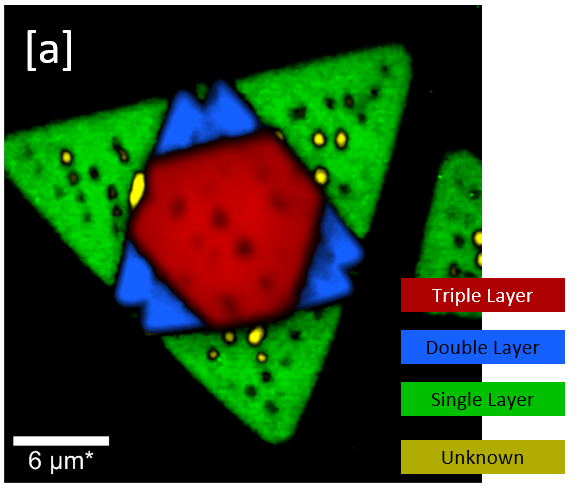 [a]
Triple Layer
Double Layer
Single Layer
Unknown
6 µm*